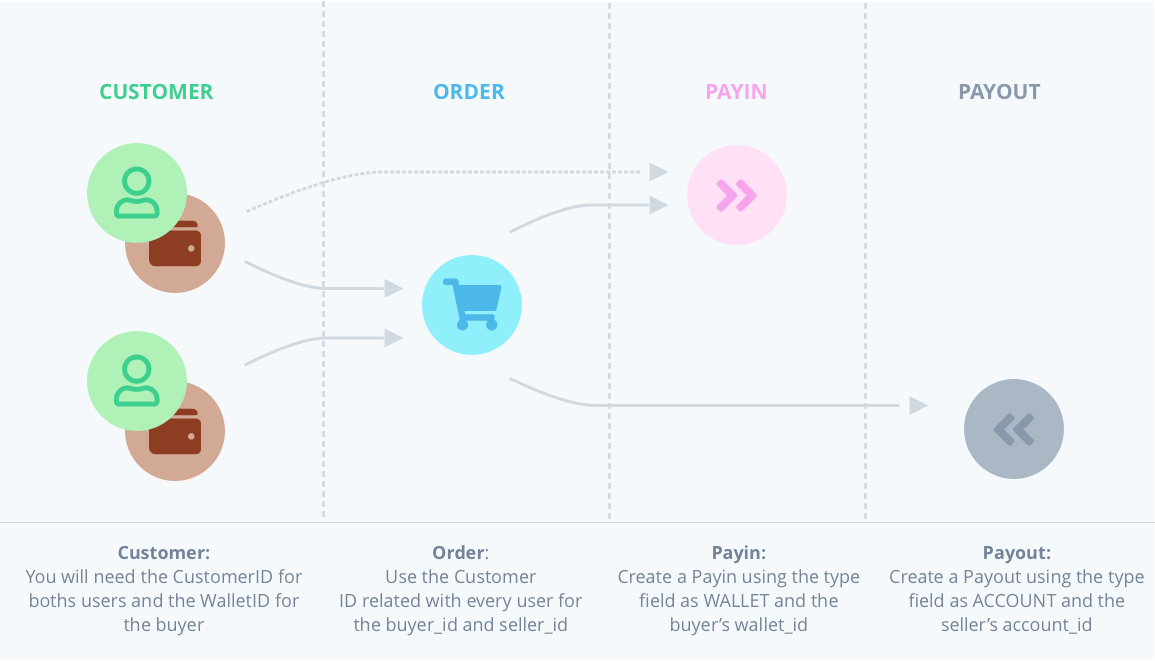 CUSTOMER
ORDER
PAYIN
PAYOUT
Customer:
You will need the CustomerID for
boths users and the WalletID for
the buyer
Order:
Use the Customer
ID related with every user for
the buyer_id and seller_id
Payin:
Create a Payin using the type
field as WALLET and the
buyer’s wallet_id
Payout:
Create a Payout using the type
field as ACCOUNT and the
seller’s account_id